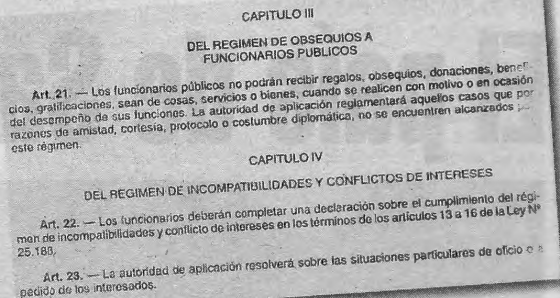 CAPITULO III
DEL REGIMEN DE OBSEQUIOS A
FUNCIONARIOS PUBLICOS
Art. 21. — Los funcionarios públicos no podrán recibir regalos, obsequios, donaciones, benefi-
cios, gratificaciones, sean de cosas, servicios o bienes, cuando se realicen con motivo o en ocasión
del desempeño de sus funciones. La autoridad de aplicación reglamentará aquellos casos que por
razones de amistad, cortesía, protocolo o costumbre diplomática, no se encuentren alcanzados
este régimen.
CAPITULO IV
DEL REGIMEN DE INCOMPATIBILIDADES Y CONFLICTOS DE INTERESES
Art. 22. — Los funcionarios deberán completar una declaración sobre el cumplimiento del régi-
men de incompatibilidades y conflicto de intereses en los términos de los artículos 13 a 16 de la Ley Nº
25.188.
Art. 23. — La autoridad de aplicación resolverá sobre las situaciones particulares de oficio o a
pedido de los interesados.